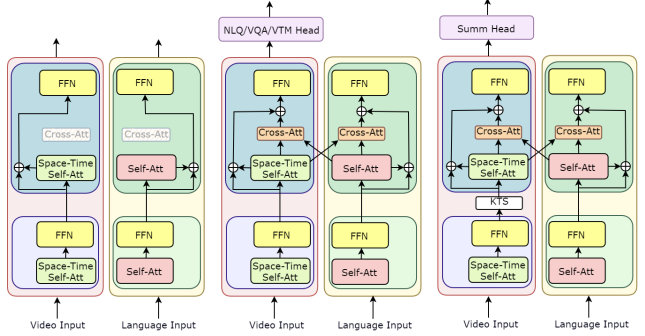 NLQ/VQA/VTM Head
Summ Head
FFN
FFN
FFN
FFN
FFN
FFN
Cross-Att
Cross-Att
Cross-Att
Cross-Att
Cross-Att
Cross-Att
Space-Time
Self-Att
Self-Att
Space-Time
Self-Att
Self-Att
Space-Time
Self-Att
Self-Att
KTS
FFN
FFN
FFN
FFN
FFN
FFN
Space-Time
Self-Att
Self-Att
Space-Time
Self-Att
Self-Att
Space-Time
Self-Att
Self-Att
Video Input
Language Input
Video Input
Language Input
Video Input
Language Input